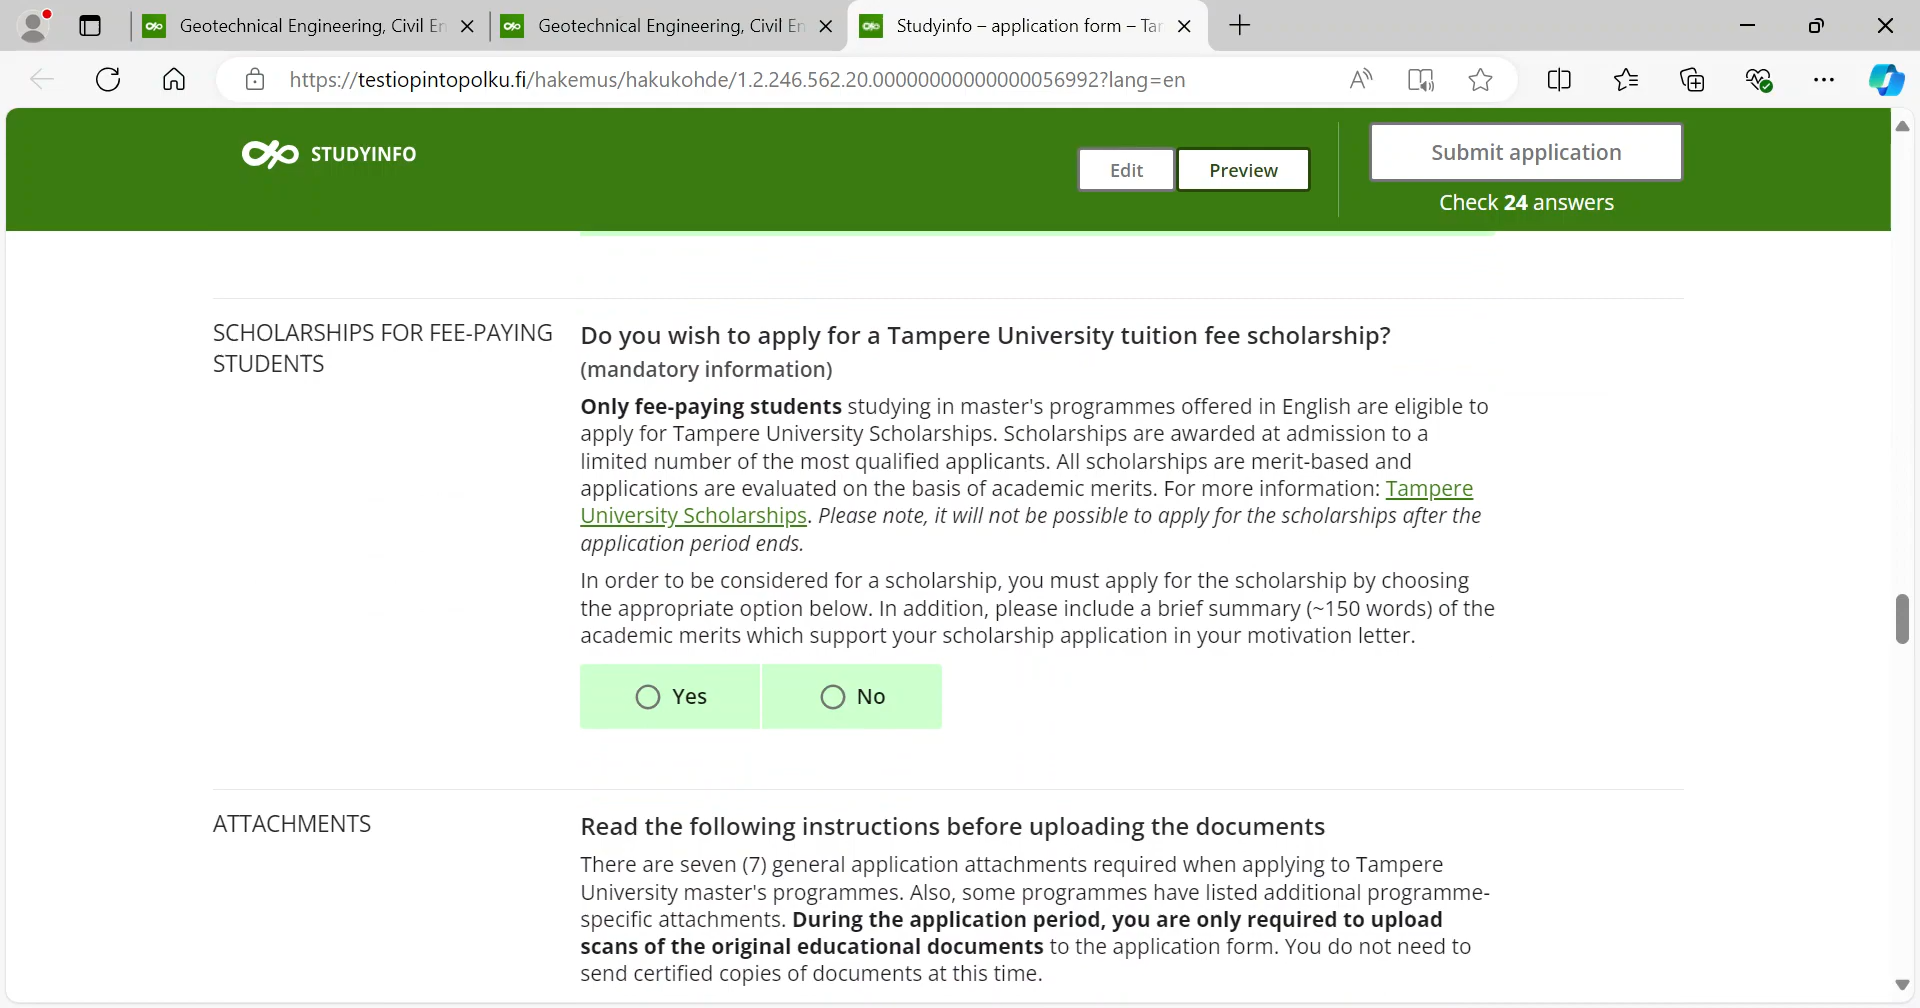 Geotechnical Engineering, Civil En
Geotechnical Engineering, Civil En
Studyinfo – application form – Tar
https://testiopintopolku.fi/hakemus/hakukohde/1.2.246.562.20.00000000000000056992?lang=en
STUDYINFO
Edit
Preview
Submit application
Check 24 answers
SCHOLARSHIPS FOR FEE-PAYING
STUDENTS
Do you wish to apply for a Tampere University tuition fee scholarship?
(mandatory information)
Only fee-paying students studying in master's programmes offered in English are eligible to
apply for Tampere University Scholarships. Scholarships are awarded at admission to a
limited number of the most qualified applicants. All scholarships are merit-based and
applications are evaluated on the basis of academic merits. For more information: Tampere
University Scholarships. Please note, it will not be possible to apply for the scholarships after the
application period ends.
In order to be considered for a scholarship, you must apply for the scholarship by choosing
the appropriate option below. In addition, please include a brief summary (~150 words) of the
academic merits which support your scholarship application in your motivation letter.
Yes
No
ATTACHMENTS
Read the following instructions before uploading the documents
There are seven (7) general application attachments required when applying to Tampere
University master's programmes. Also, some programmes have listed additional programme-
specific attachments. During the application period, you are only required to upload
scans of the original educational documents to the application form. You do not need to
send certified copies of documents at this time.